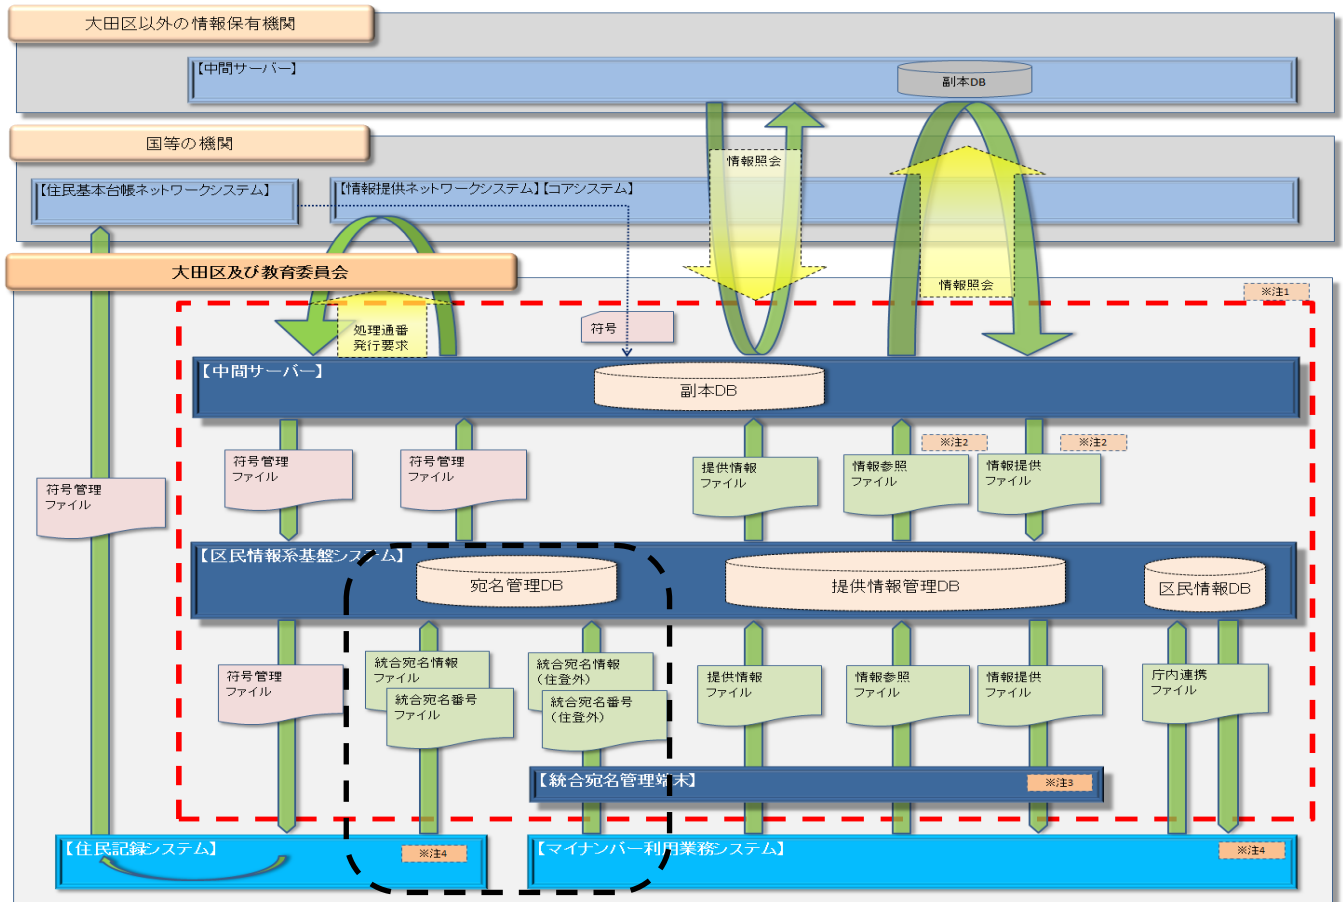 大田区以外の情報保有機関
【中間サーバー】
副本DB
国等の機関
【住民基本台帳ネットワークシステム】
【情報提供ネットワークシステム】【コアシステム】
情報照会
情報照会
大田区及び教育委員会
※注1
処理通番
発行要求
符号
【中間サーバー】
副本DB
符号管理
ファイル
符号管理
ファイル
符号管理
ファイル
提供情報
ファイル
※注2
情報参照
ファイル
※注2
情報提供
ファイル
【区民情報系基盤システム】
宛名管理DB
提供情報管理DB
区民情報DB
符号管理
ファイル
統合宛名情報
ファイル
統合宛名番号
ファイル
統合宛名情報
（住登外）
統合宛名番号
（住登外）
提供情報
ファイル
情報参照
ファイル
情報提供
ファイル
庁内連携
ファイル
【統合宛名管理端末】
※注3
【住民記録システム】
※注4
【マイナンバー利用業務システム】
※注4